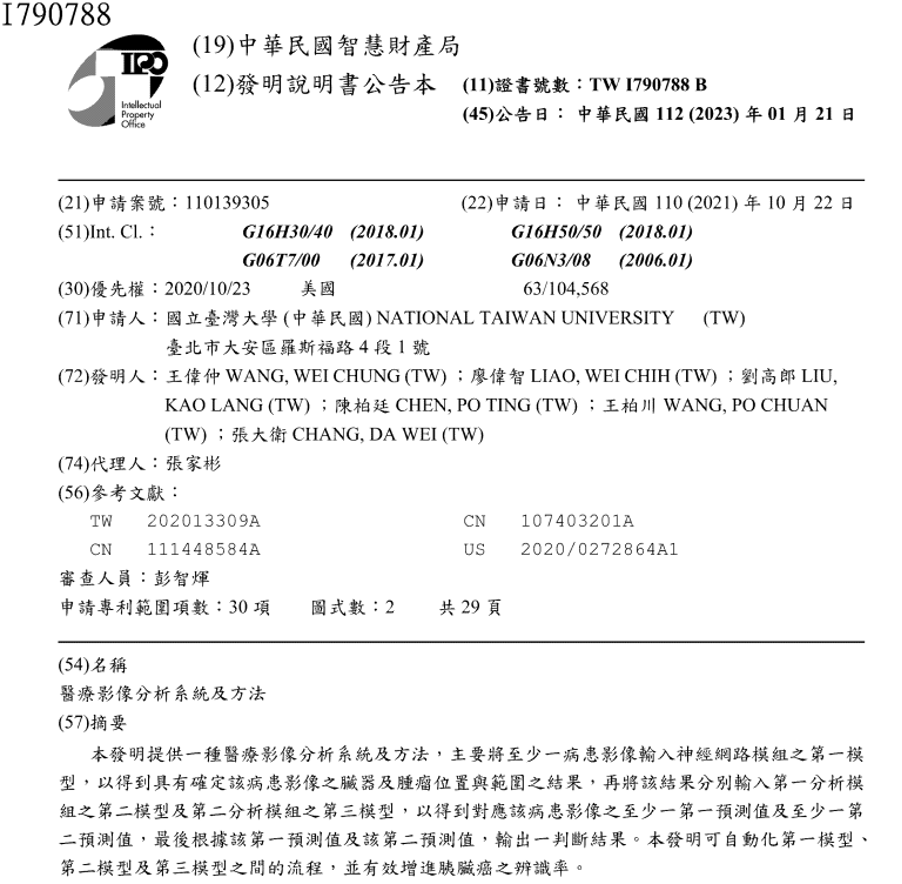 I790788
(19)中華民國智慧財產局
IPO
Intellectual
Property
Office
(12)發明說明書公告本
(11)證書號數：TW I790788 B
(45)公告日： 中華民國 112 (2023) 年 01 月 21 日
(21)申請案號：110139305 (22)申請日： 中華民國 110 (2021) 年 10 月 22 日
(51)Int. Cl.： G16H30/40 (2018.01) G16H50/50 (2018.01)
G06T7/00 (2017.01) G06N3/08 (2006.01)
(30)優先權：2020/10/23 美國 63/104,568
(71)申請人：國立臺灣大學 (中華民國) NATIONAL TAIWAN UNIVERSITY (TW)
臺北市大安區羅斯福路 4 段 1 號
(72)發明人：王偉仲 WANG, WEI CHUNG (TW) ；廖偉智 LIAO, WEI CHIH (TW) ；劉高郎 LIU,
KAO LANG (TW) ；陳柏廷 CHEN, PO TING (TW) ；王柏川 WANG, PO CHUAN
(TW) ；張大衛 CHANG, DA WEI (TW)
(74)代理人：張家彬
(56)參考文獻：
TW 202013309A CN 107403201A
CN 111448584A US 2020/0272864A1
審查人員：彭智煇
申請專利範圍項數：30 項 圖式數：2 共 29 頁
(54)名稱
醫療影像分析系統及方法
(57)摘要
本發明提供一種醫療影像分析系統及方法，主要將至少一病患影像輸入神經網路模組之第一模
型，以得到具有確定該病患影像之臟器及腫瘤位置與範圍之結果，再將該結果分別輸入第一分析模
組之第二模型及第二分析模組之第三模型，以得到對應該病患影像之至少一第一預測值及至少一第
二預測值，最後根據該第一預測值及該第二預測值，輸出一判斷結果。本發明可自動化第一模型、
第二模型及第三模型之間的流程，並有效增進胰臟癌之辨識率。